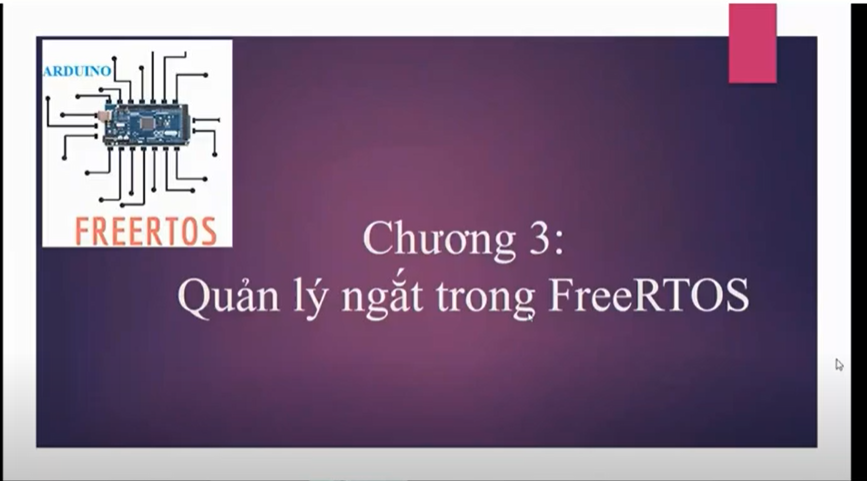 ARDUINO
FREERTOS
Chương 3:
Quản lý ngắt trong FreeRTOS